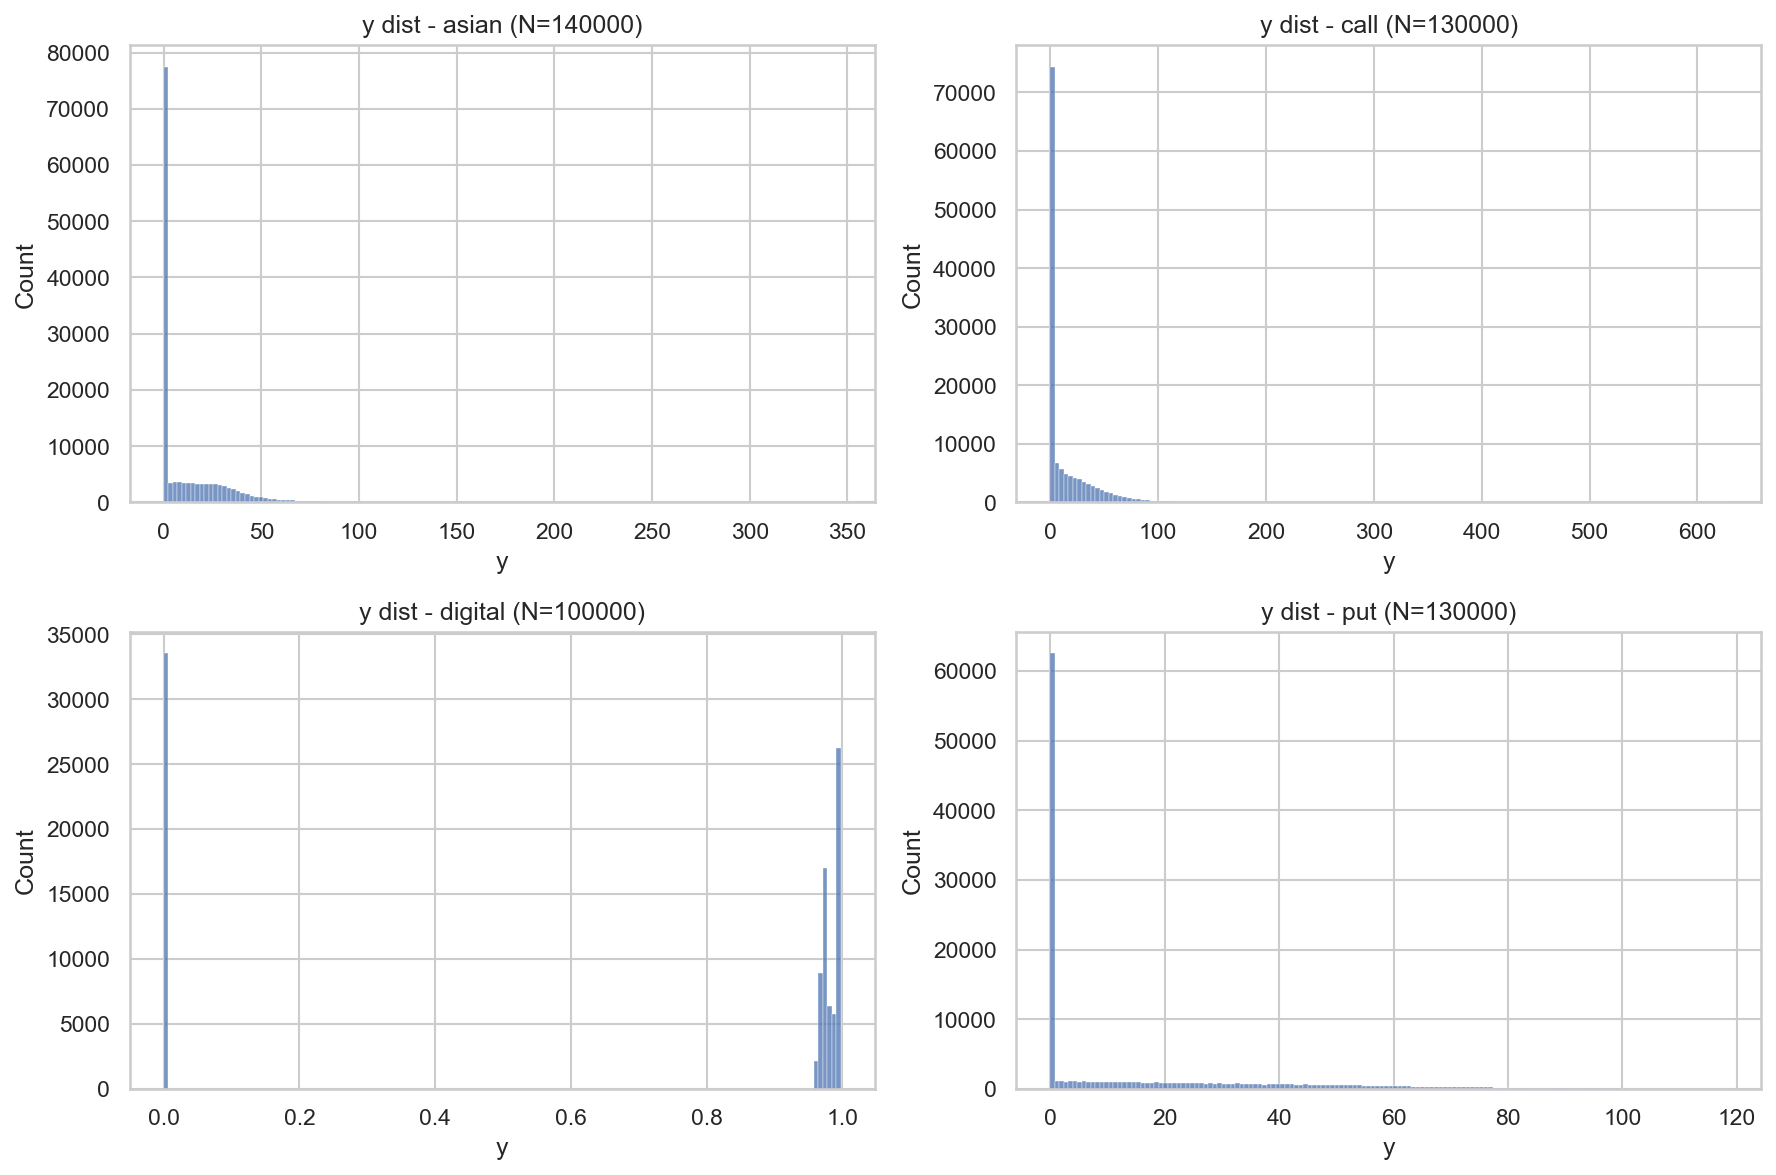 y dist - asian (N=140000)
80000
70000
60000
50000
40000
30000
20000
10000
0
Count
0 50 100 150 200 250 300 350
y
y dist - call (N=130000)
70000
60000
50000
40000
30000
20000
10000
0
Count
0 100 200 300 400 500 600
y
y dist - digital (N=100000)
35000
30000
25000
20000
15000
10000
5000
0
Count
0.0 0.2 0.4 0.6 0.8 1.0
y
y dist - put (N=130000)
60000
50000
40000
30000
20000
10000
0
Count
0 20 40 60 80 100 120
y